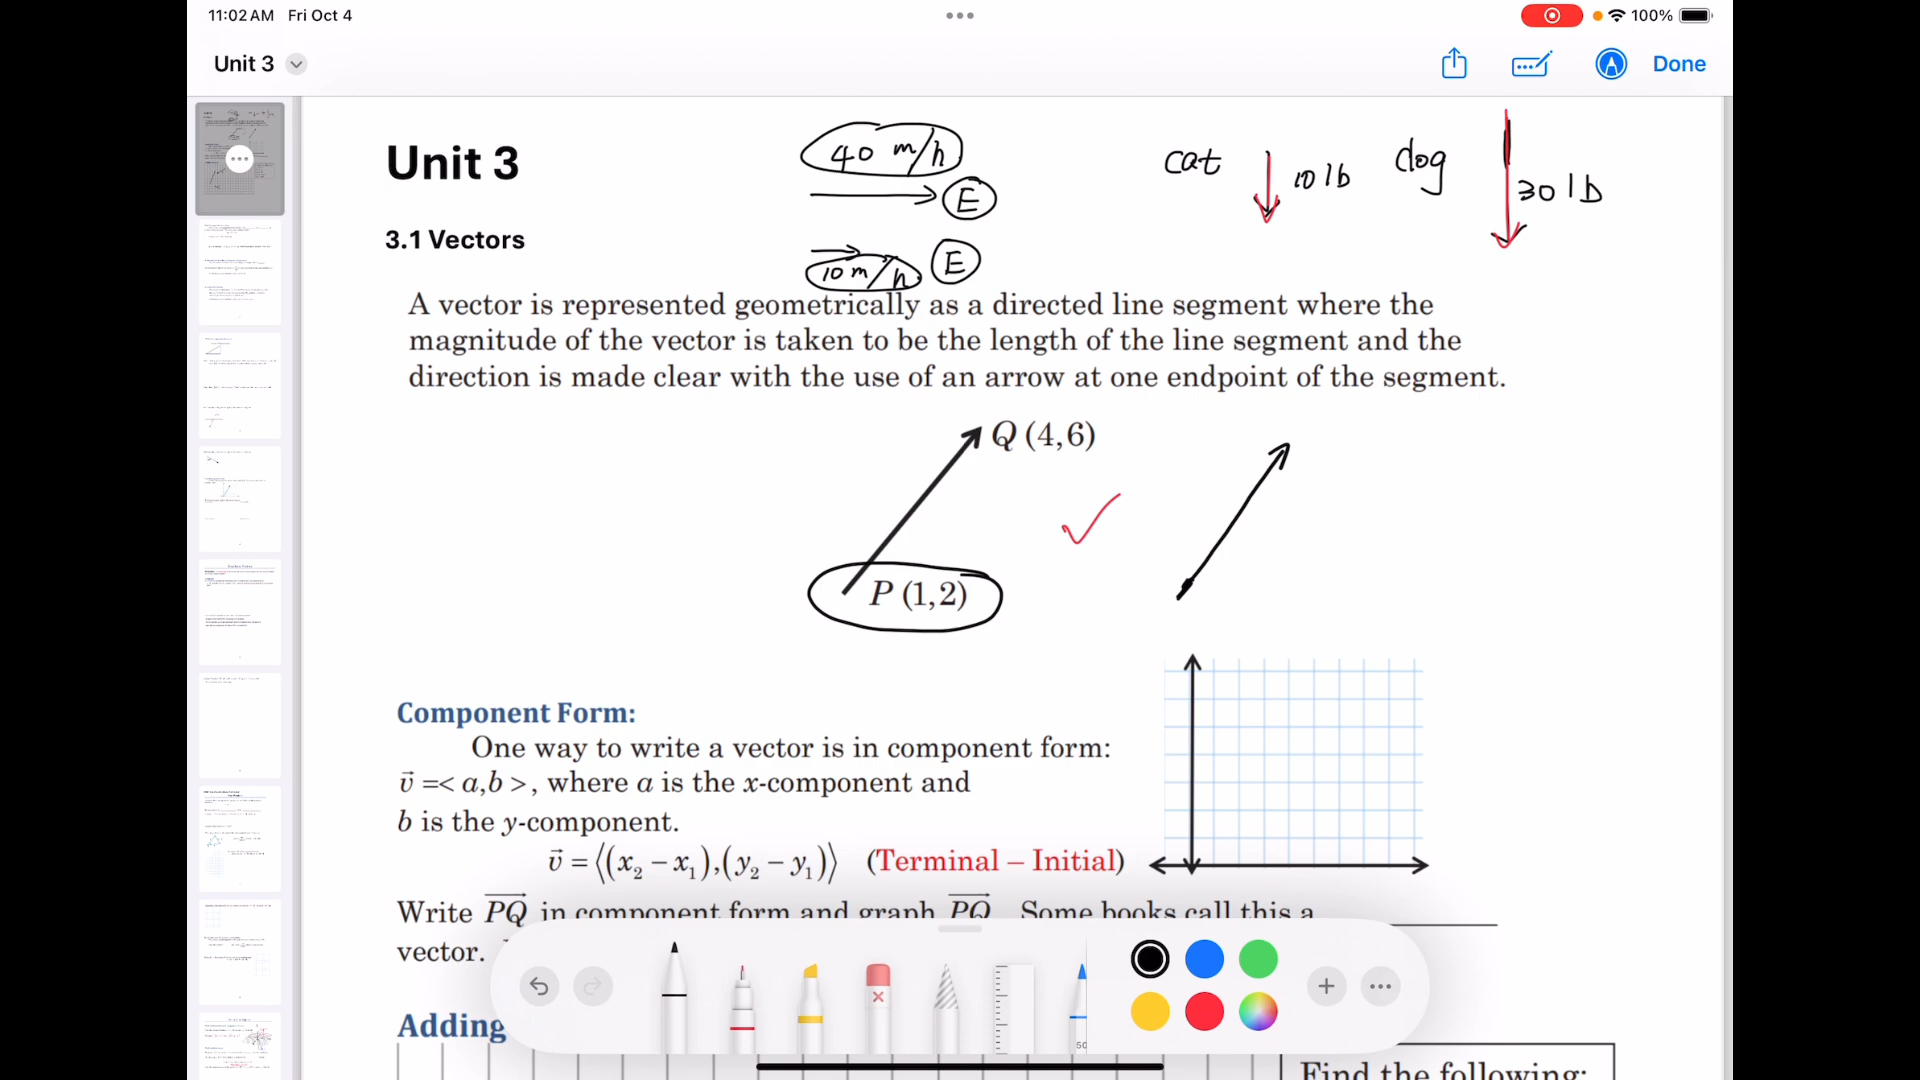 11:02 AM Fri Oct 4
100%
Unit 3
Done
Unit 3
40 m/h
E
cat
10 lb
dog
30 lb
3.1 Vectors
E
10 m/h
A vector is represented geometrically as a directed line segment where the
magnitude of the vector is taken to be the length of the line segment and the
direction is made clear with the use of an arrow at one endpoint of the segment.
Q (4,6)
P (1,2)
Component Form:
One way to write a vector is in component form:
v⃗ =< a,b >, where a is the x-component and
b is the y-component.
v⃗ = ⟨(x₂ − x₁),(y₂ − y₁)⟩ (Terminal – Initial)
Write PQ⃗ in component form and graph PQ⃗ Some books call this a
vector.
Adding
Find the following: